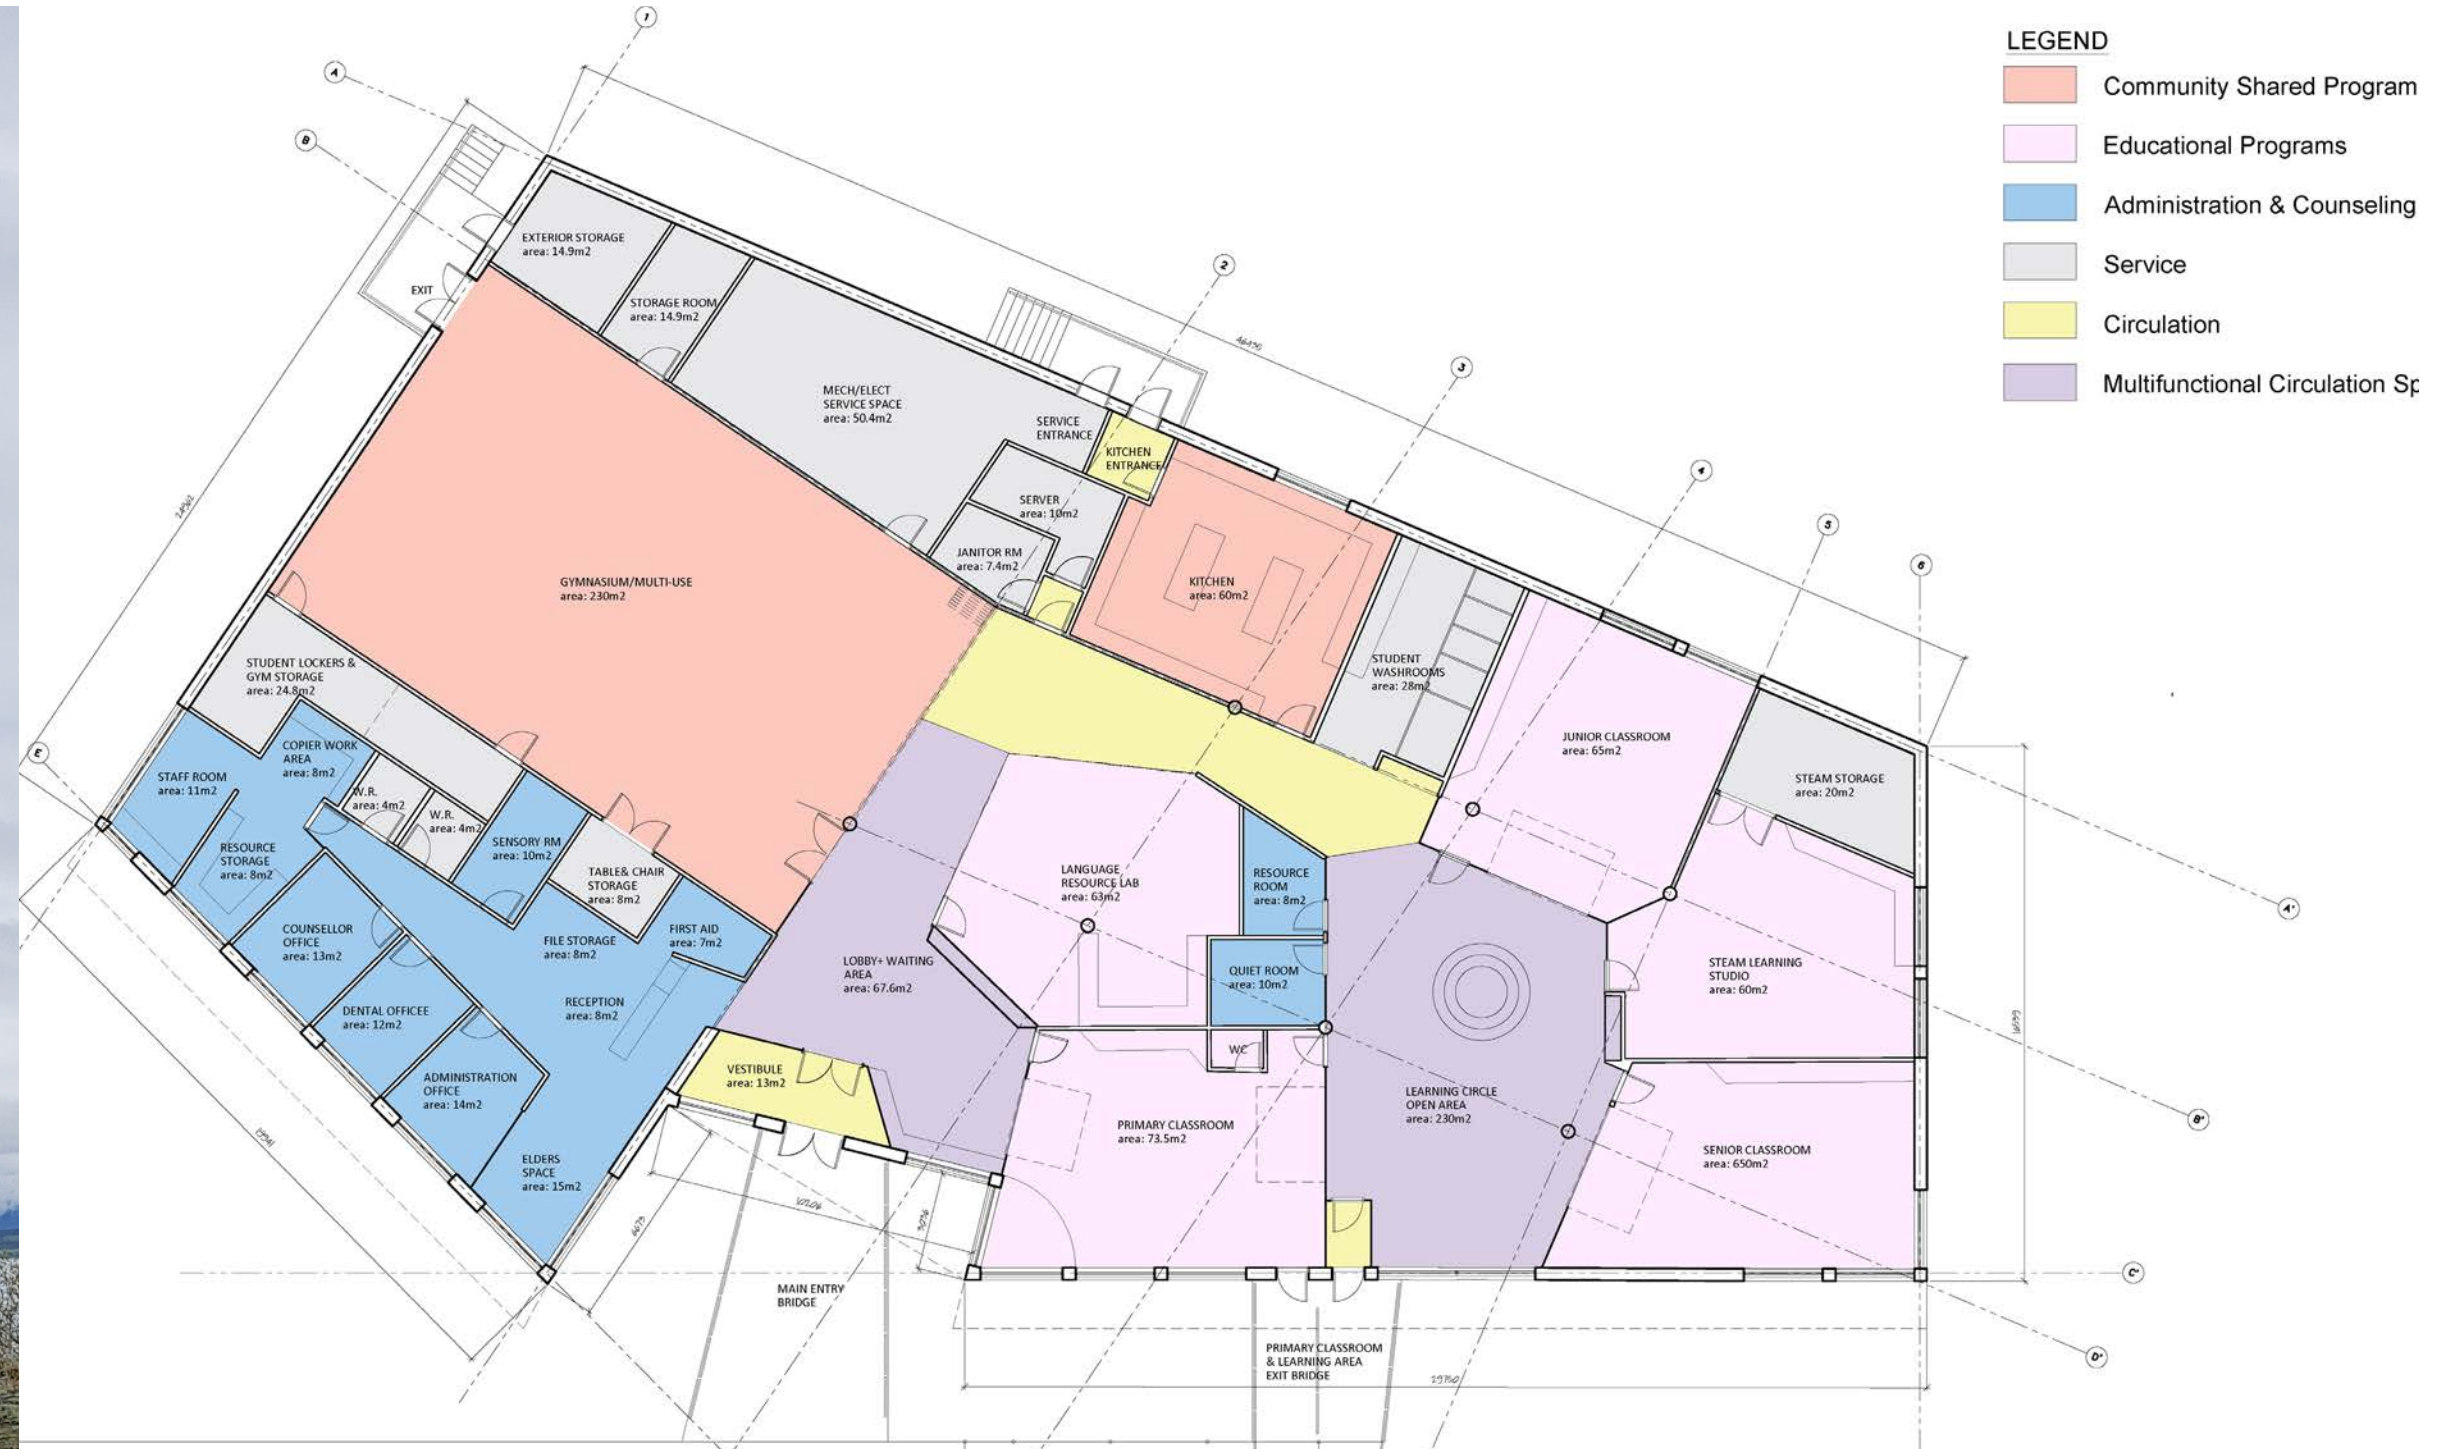 LEGEND
Community Shared Program
Educational Programs
Administration & Counseling
Service
Circulation
Multifunctional Circulation Sp
1
A
B
2
3
4
5
6
E
A'
B'
C'
D'
EXTERIOR STORAGE
area: 14.9m2
EXIT
STORAGE ROOM
area: 14.9m2
MECH/ELECT
SERVICE SPACE
area: 50.4m2
SERVICE
ENTRANCE
KITCHEN
ENTRANCE
SERVER
area: 10m2
JANITOR RM
area: 7.4m2
GYMNASIUM/MULTI-USE
area: 230m2
KITCHEN
area: 60m2
STUDENT
WASHROOMS
area: 28m2
STUDENT LOCKERS &
GYM STORAGE
area: 24.8m2
JUNIOR CLASSROOM
area: 65m2
STEAM STORAGE
area: 20m2
COPIER WORK
AREA
area: 8m2
STAFF ROOM
area: 11m2
W.R.
area: 4m2
W.R.
area: 4m2
SENSORY RM
area: 10m2
RESOURCE
STORAGE
area: 8m2
TABLE& CHAIR
STORAGE
area: 8m2
LANGUAGE
RESOURCE LAB
area: 63m2
RESOURCE
ROOM
area: 8m2
COUNSELLOR
OFFICE
area: 13m2
FILE STORAGE
area: 8m2
FIRST AID
area: 7m2
LOBBY+ WAITING
AREA
area: 67.6m2
QUIET ROOM
area: 10m2
STEAM LEARNING
STUDIO
area: 60m2
DENTAL OFFICEE
area: 12m2
RECEPTION
area: 8m2
WC
VESTIBULE
area: 13m2
ADMINISTRATION
OFFICE
area: 14m2
LEARNING CIRCLE
OPEN AREA
area: 230m2
PRIMARY CLASSROOM
area: 73.5m2
SENIOR CLASSROOM
area: 650m2
ELDERS
SPACE
area: 15m2
MAIN ENTRY
BRIDGE
PRIMARY CLASSROOM
& LEARNING AREA
EXIT BRIDGE
29750